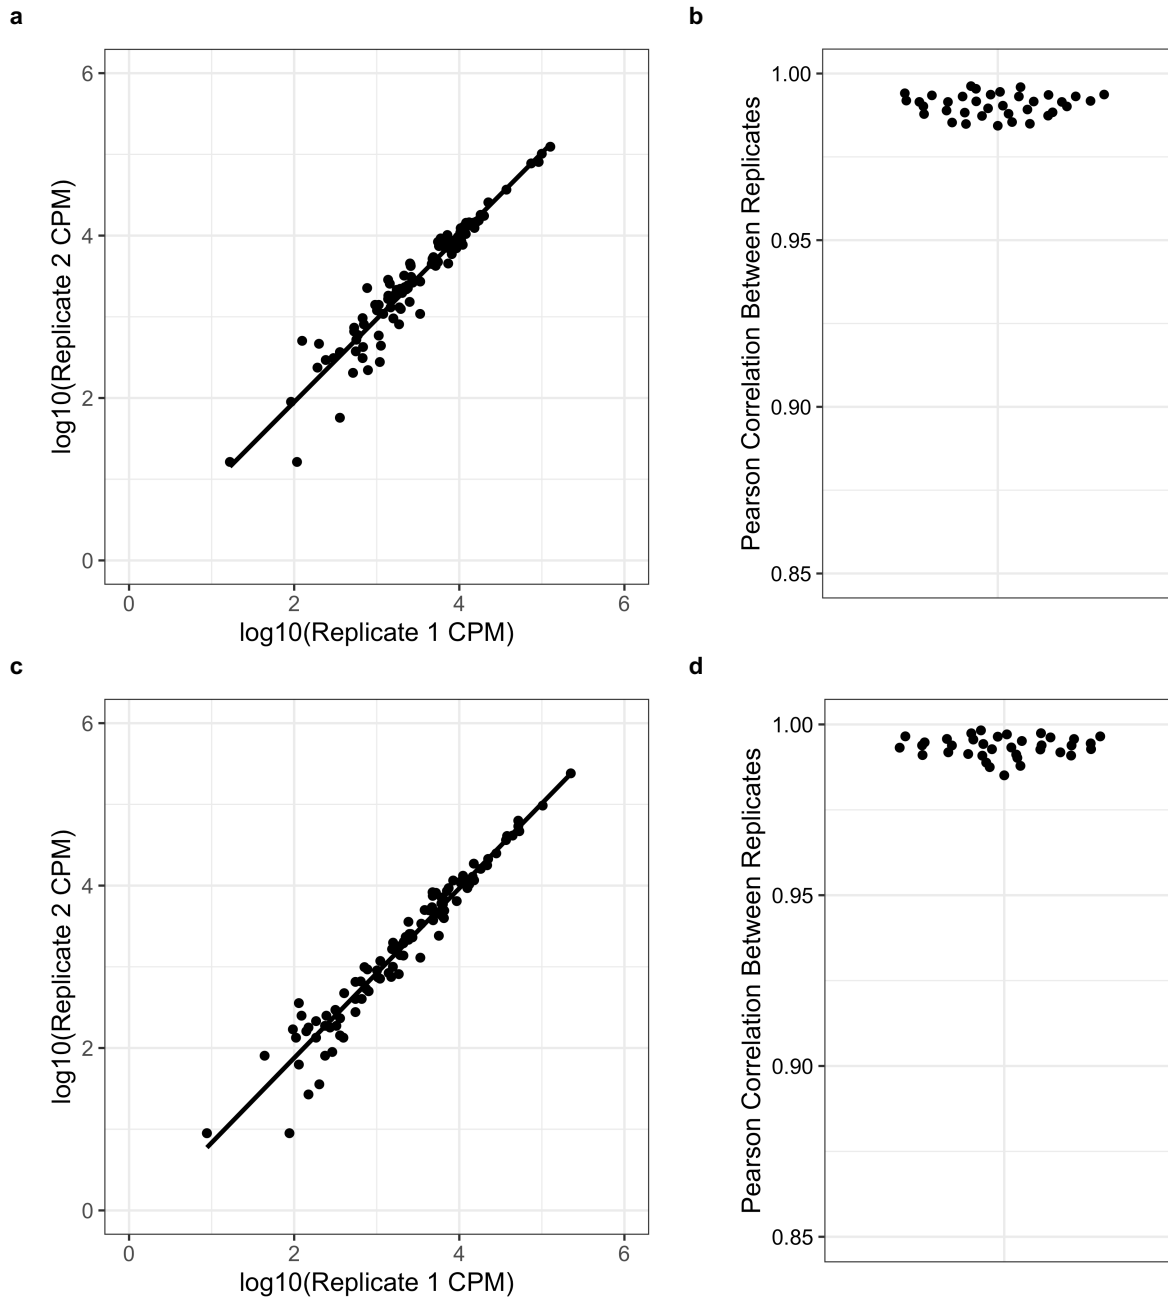 a
6
4
2
0
0 2 4 6
log10(Replicate 2 CPM)
log10(Replicate 1 CPM)
b
1.00
0.95
0.90
0.85
Pearson Correlation Between Replicates
c
6
4
2
0
0 2 4 6
log10(Replicate 2 CPM)
log10(Replicate 1 CPM)
d
1.00
0.95
0.90
0.85
Pearson Correlation Between Replicates